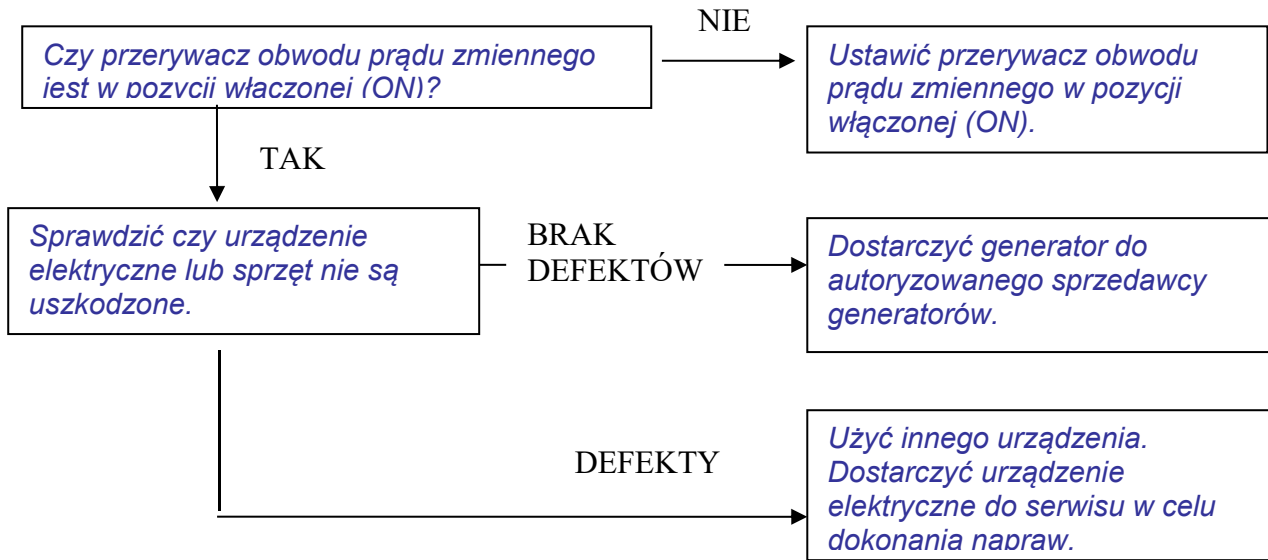 NIE
Czy przerywacz obwodu prądu zmiennego
jest w pozycji włączonej (ON)?
Ustawić przerywacz obwodu
prądu zmiennego w pozycji
włączonej (ON).
TAK
Sprawdzić czy urządzenie
elektryczne lub sprzęt nie są
uszkodzone.
BRAK
DEFEKTÓW
Dostarczyć generator do
autoryzowanego sprzedawcy
generatorów.
DEFEKTY
Użyć innego urządzenia.
Dostarczyć urządzenie
elektryczne do serwisu w celu
dokonania napraw.